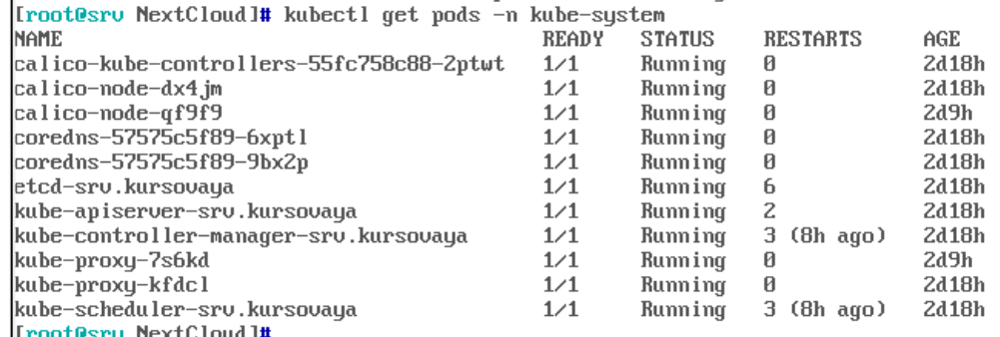 [root@srv NextCloud]# kubectl get pods -n kube-system
NAME READY STATUS RESTARTS AGE
calico-kube-controllers-55fc758c88-2ptwt 1/1 Running 0 2d18h
calico-node-dx4jm 1/1 Running 0 2d18h
calico-node-qf9f9 1/1 Running 0 2d9h
coredns-57575c5f89-6xptl 1/1 Running 0 2d18h
coredns-57575c5f89-9bx2p 1/1 Running 0 2d18h
etcd-srv.kursovaya 1/1 Running 6 2d18h
kube-apiserver-srv.kursovaya 1/1 Running 2 2d18h
kube-controller-manager-srv.kursovaya 1/1 Running 3 (8h ago) 2d18h
kube-proxy-7s6kd 1/1 Running 0 2d9h
kube-proxy-kfdcl 1/1 Running 0 2d18h
kube-scheduler-srv.kursovaya 1/1 Running 3 (8h ago) 2d18h
[root@srv NextCloud]#